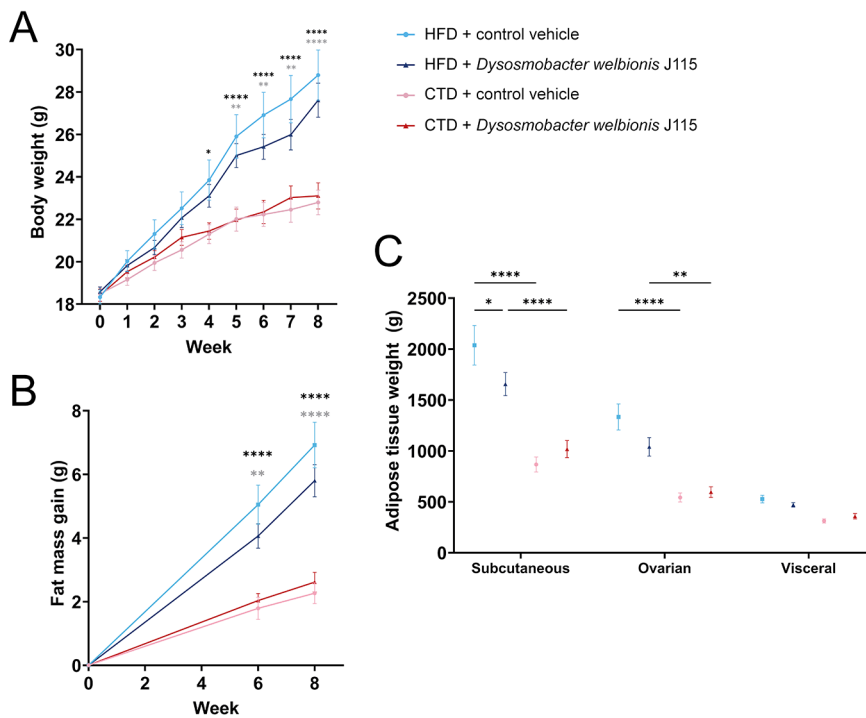 A
HFD + control vehicle
HFD + Dysosmobacter welbionis J115
CTD + control vehicle
CTD + Dysosmobacter welbionis J115
Body weight (g)
30
28
26
24
22
20
18
*
****
**
****
**
****
**
****
****
0 1 2 3 4 5 6 7 8
Week
B
Fat mass gain (g)
8
6
4
2
0
****
**
****
****
0 2 4 6 8
Week
C
Adipose tissue weight (g)
2500
2000
1500
1000
500
0
**** **
* **** ****
Subcutaneous Ovarian Visceral